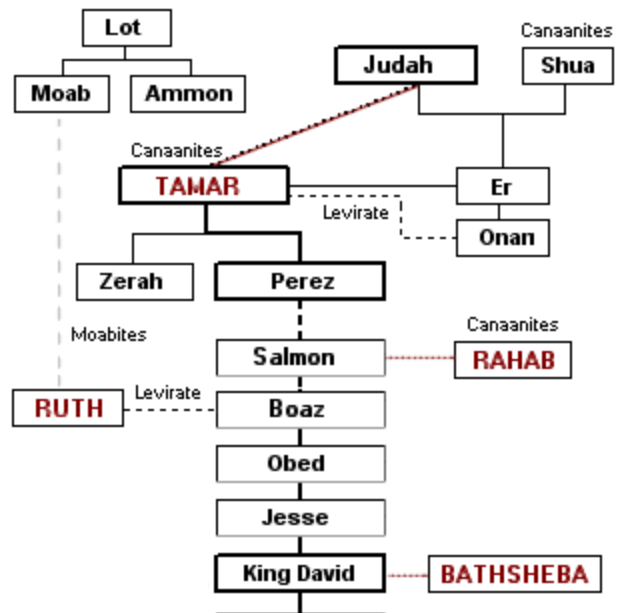 Lot
Canaanites
Judah
Shua
Moab
Ammon
Canaanites
TAMAR
Er
Levirate
Onan
Zerah
Perez
Moabites
Canaanites
Salmon
RAHAB
Levirate
RUTH
Boaz
Obed
Jesse
King David
BATHSHEBA